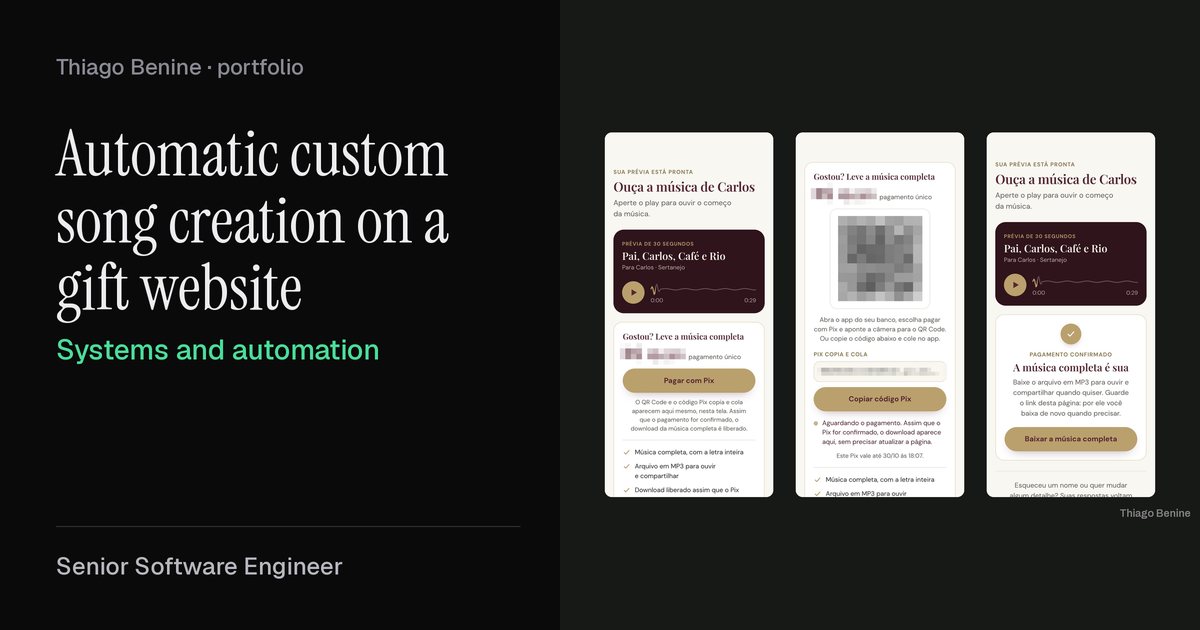 Thiago Benine · portfolio
Automatic custom
song creation on a
gift website
Systems and automation
Senior Software Engineer
SUA PRÉVIA ESTÁ PRONTA
Ouça a música de Carlos
Aperte o play para ouvir o começo
da música.
PRÉVIA DE 30 SEGUNDOS
Pai, Carlos, Café e Rio
Para Carlos · Sertanejo
0:00
0:29
Gostou? Leve a música completa
pagamento único
Pagar com Pix
O QR Code e o código Pix copia e cola
aparecem aqui mesmo, nesta tela. Assim
que o pagamento for confirmado, o
download da música completa é liberado.
Música completa, com a letra inteira
Arquivo em MP3 para ouvir
e compartilhar
Download liberado assim que o Pix
Gostou? Leve a música completa
pagamento único
Abra o app do seu banco, escolha pagar
com Pix e aponte a câmera para o QR Code.
Ou copie o código abaixo e cole no app.
PIX COPIA E COLA
Copiar código Pix
Aguardando o pagamento. Assim que o
Pix for confirmado, o download aparece
aqui, sem precisar atualizar a página.
Este Pix vale até 30/10 às 18:07.
Música completa, com a letra inteira
Arquivo em MP3 para ouvir
SUA PRÉVIA ESTÁ PRONTA
Ouça a música de Carlos
Aperte o play para ouvir o começo
da música.
PRÉVIA DE 30 SEGUNDOS
Pai, Carlos, Café e Rio
Para Carlos · Sertanejo
0:00
0:29
PAGAMENTO CONFIRMADO
A música completa é sua
Baixe o arquivo em MP3 para ouvir e
compartilhar quando quiser. Guarde
o link desta página: por ele você
baixa de novo quando precisar.
Baixar a música completa
Esqueceu um nome ou quer mudar
algum detalhe? Suas respostas voltam
Thiago Benine